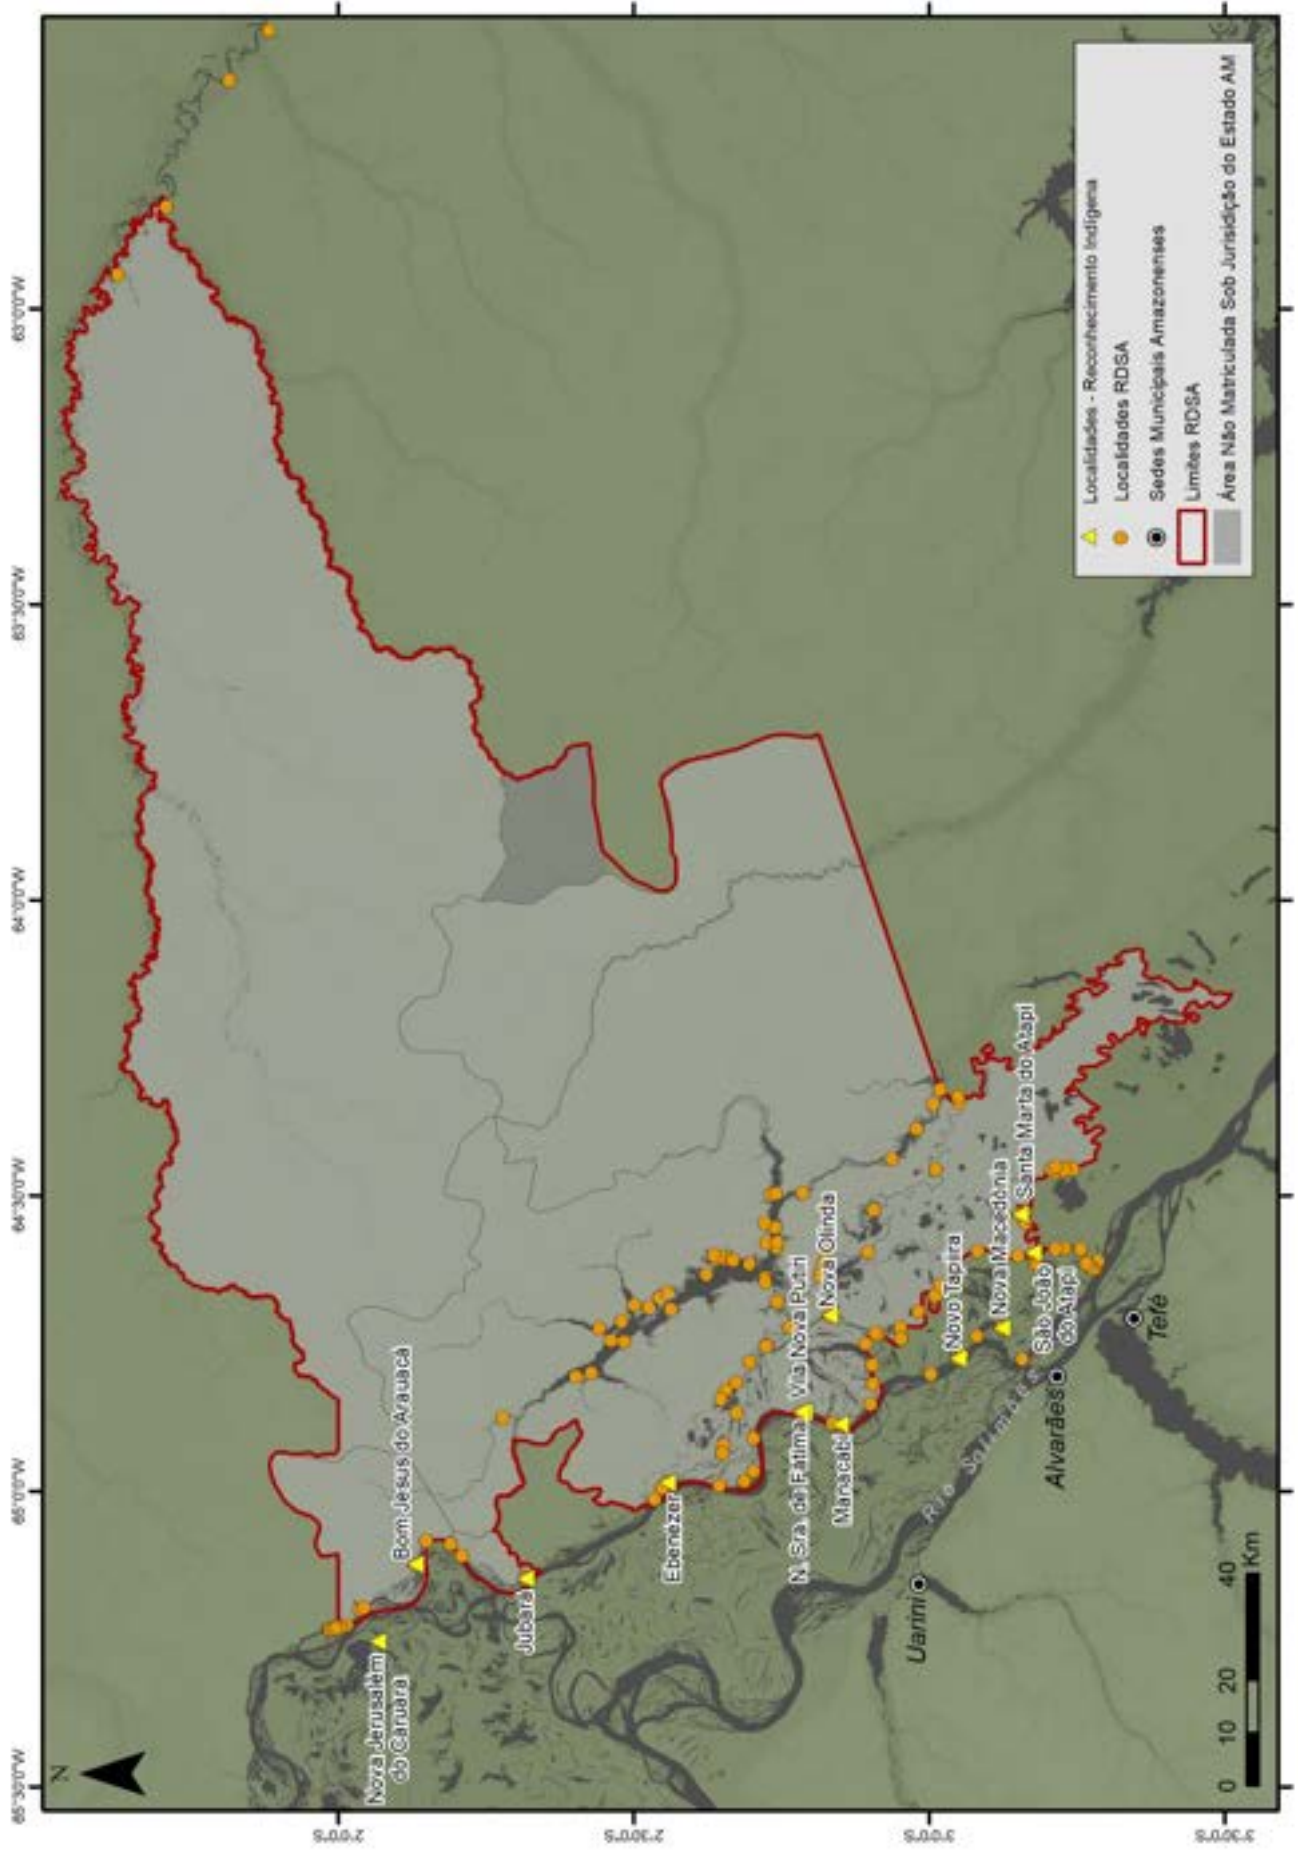 65°30'0"W
65°0'0"W
64°30'0"W
64°0'0"W
63°30'0"W
63°0'0"W
2°0'0"S
2°30'0"S
3°0'0"S
3°30'0"S
N
Nova Jerusalem
do Caruara
Bom Jesus do Arauacá
Jubará
Ebenézer
N. Sra. de Fátima
Vila Nova Putiri
Manacabi
Nova Olinda
Novo Tapiira
Nova Macedônia
Santa Marta do Atapi
São João
do Atapi
Rio Solimões
Uarini
Alvarães
Tefé
0 10 20 40
Km
Localidades - Reconhecimento Indígena
Localidades RDSA
Sedes Municipais Amazonenses
Limites RDSA
Área Não Matriculada Sob Jurisidição do Estado AM